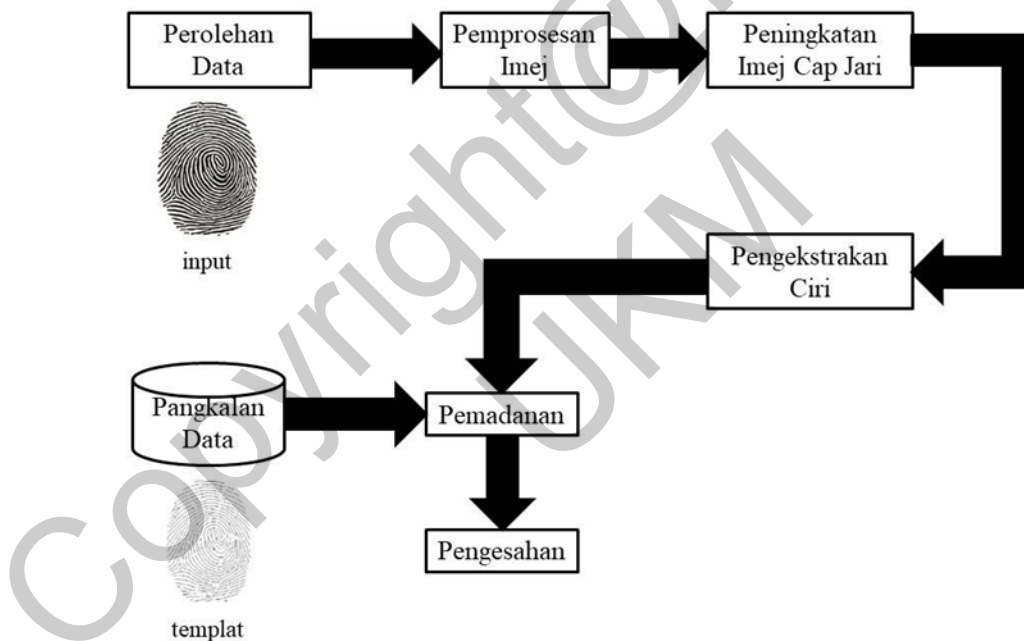 Perolehan
Data
Pemprosesan
Imej
Peningkatan
Imej Cap Jari
input
Pengekstrakan
Ciri
Pangkalan
Data
Pemadanan
Pengesahan
templat
Copyright@
UKM